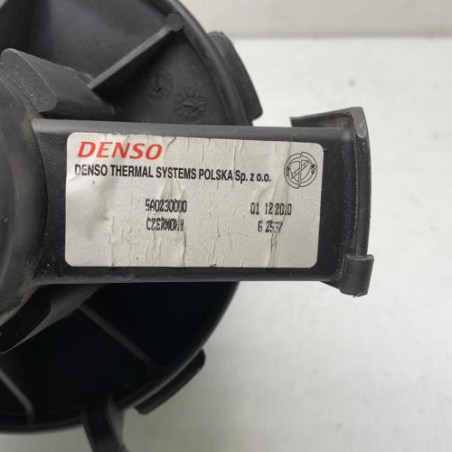 DENSO
DENSO THERMAL SYSTEMS POLSKA Sp. z o.o.
5A0230000 01 12 2010
CZERWONY